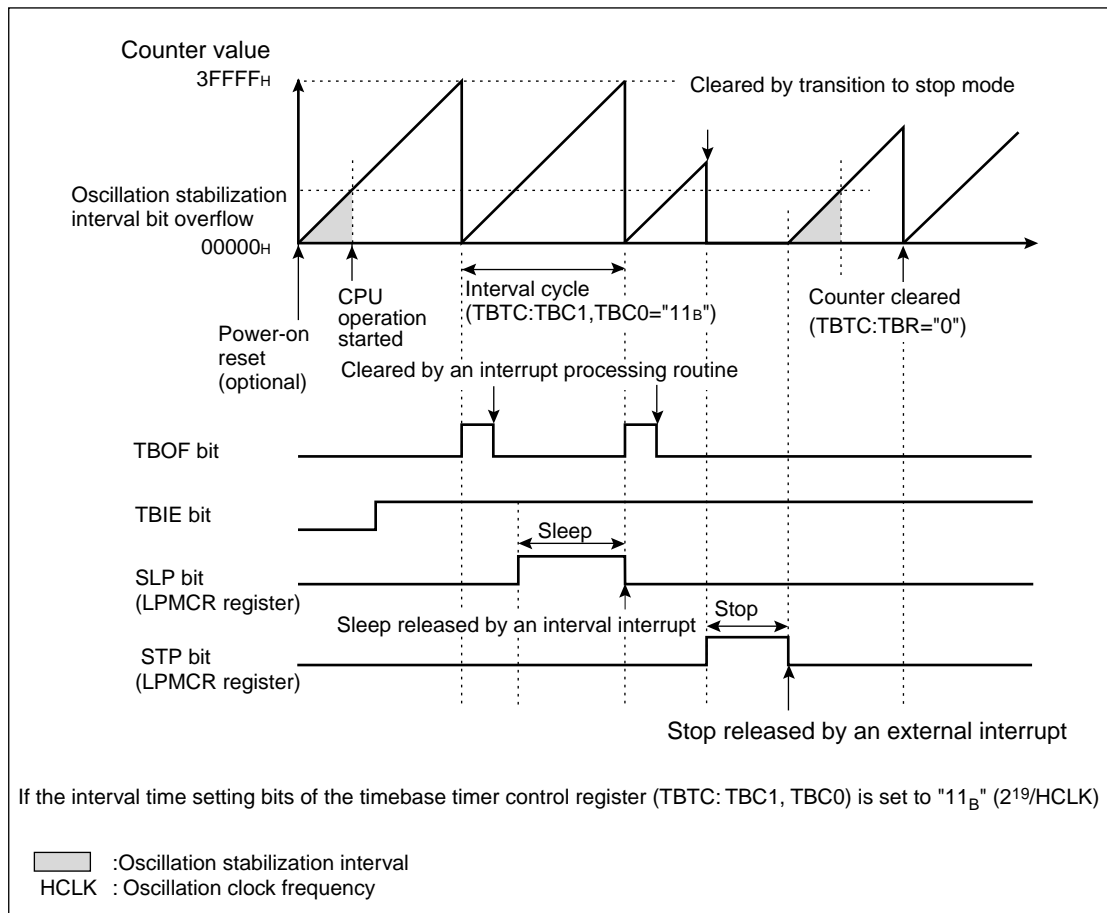 Counter value
3FFFFH
Cleared by transition to stop mode
Oscillation stabilization
interval bit overflow
00000H
CPU
operation
started
Interval cycle
(TBTC:TBC1,TBC0="11B")
Counter cleared
(TBTC:TBR="0")
Power-on
reset
(optional)
Cleared by an interrupt processing routine
TBOF bit
TBIE bit
Sleep
SLP bit
(LPMCR register)
Sleep released by an interval interrupt
Stop
STP bit
(LPMCR register)
Stop released by an external interrupt
If the interval time setting bits of the timebase timer control register (TBTC: TBC1, TBC0) is set to "11B" (2¹⁹/HCLK)
:Oscillation stabilization interval
HCLK : Oscillation clock frequency